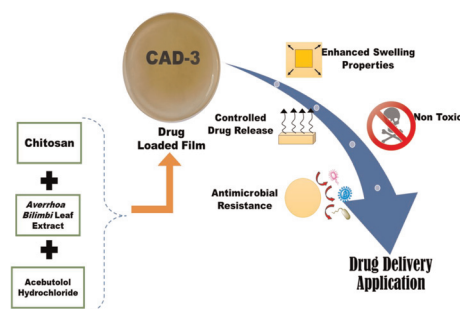 CAD-3
Drug
Loaded Film
Chitosan
+
Averrhoa
Bilimbi Leaf
Extract
+
Acebutolol
Hydrochloride
Enhanced Swelling
Properties
Controlled
Drug Release
Non Toxic
Antimicrobial
Resistance
Drug Delivery
Application